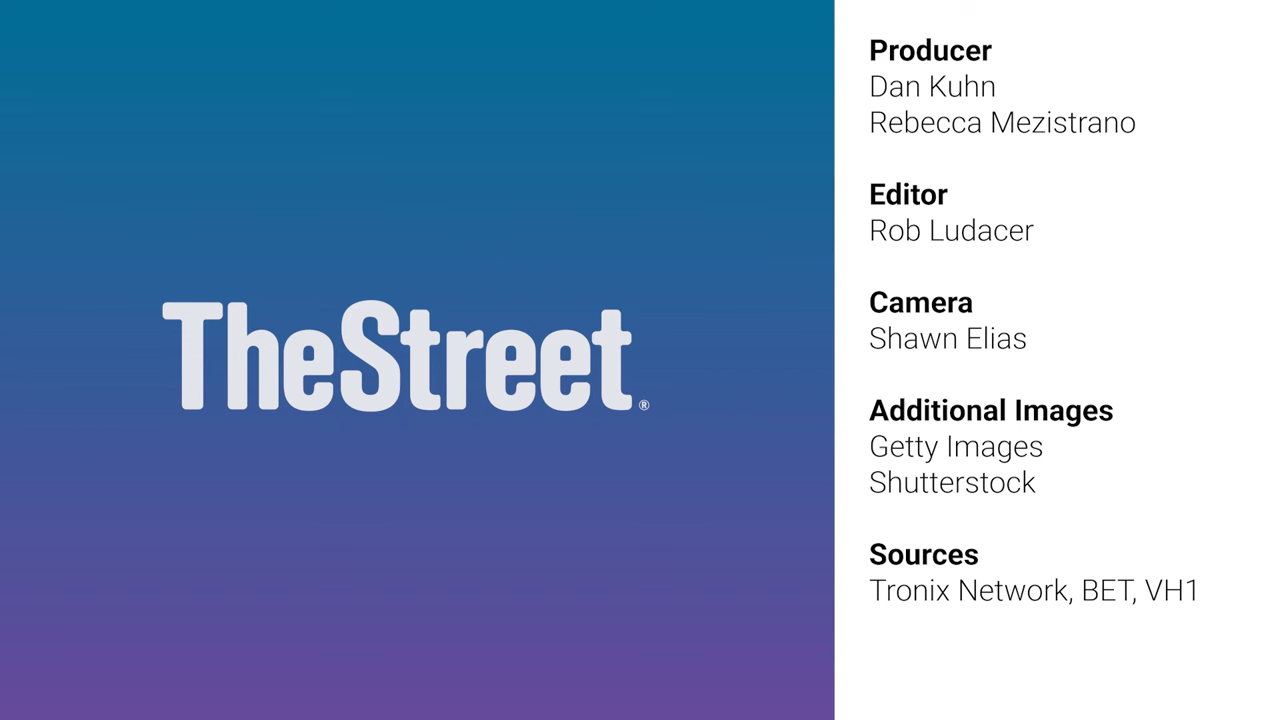 TheStreet®
Producer
Dan Kuhn
Rebecca Mezistrano
Editor
Rob Ludacer
Camera
Shawn Elias
Additional Images
Getty Images
Shutterstock
Sources
Tronix Network, BET, VH1